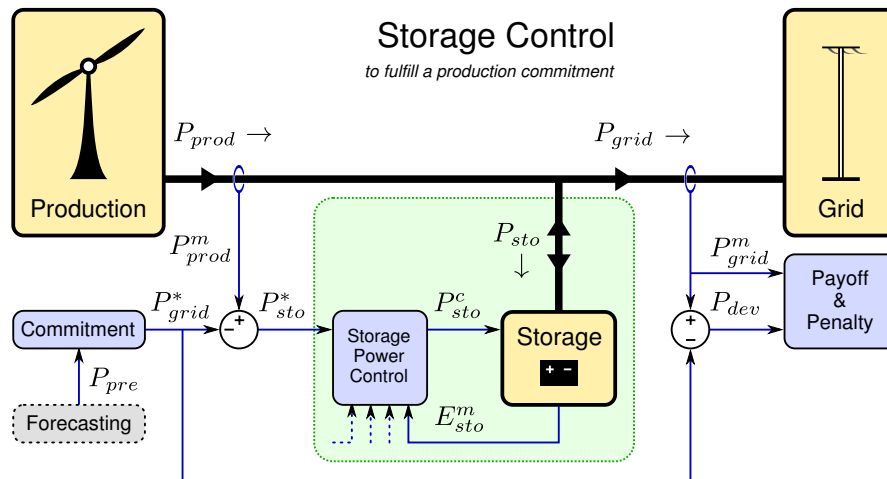 Storage Control
to fulfill a production commitment
P_prod →
P_grid →
Production
Grid
P^m_prod
P_sto
↓
P^m_grid
Payoff
&
Penalty
P*_grid
P*_sto
P^c_sto
P_dev
Commitment
− +
Storage
Power
Control
Storage
+ −
+
−
P_pre
Forecasting
E^m_sto